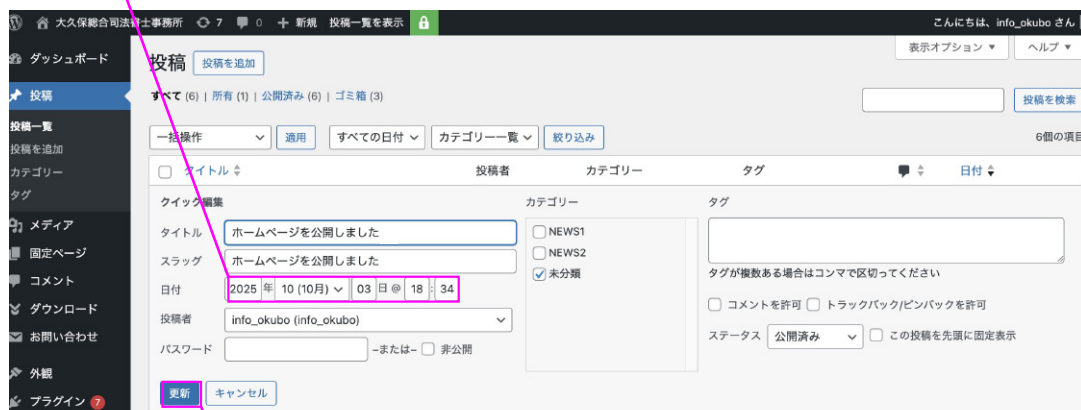 大久保総合司法書士事務所 7 0 + 新規 投稿一覧を表示 こんにちは、info_okubo さん
ダッシュボード
投稿
投稿一覧
投稿を追加
カテゴリー
タグ
メディア
固定ページ
コメント
ダウンロード
お問い合わせ
外観
プラグイン 7
表示オプション ▼ ヘルプ ▼
投稿 投稿を追加
すべて (6) | 所有 (1) | 公開済み (6) | ゴミ箱 (3)
投稿を検索
一括操作 適用 すべての日付 カテゴリー一覧 絞り込み 6個の項目
タイトル 投稿者 カテゴリー タグ 日付
クイック編集
タイトル ホームページを公開しました
スラッグ ホームページを公開しました
日付 2025 年 10 (10月) 03 日 @ 18 : 34
投稿者 info_okubo (info_okubo)
パスワード –または– 非公開
カテゴリー
NEWS1
NEWS2
未分類
タグ
タグが複数ある場合はコンマで区切ってください
コメントを許可 トラックバック/ピンバックを許可
ステータス 公開済み この投稿を先頭に固定表示
更新 キャンセル